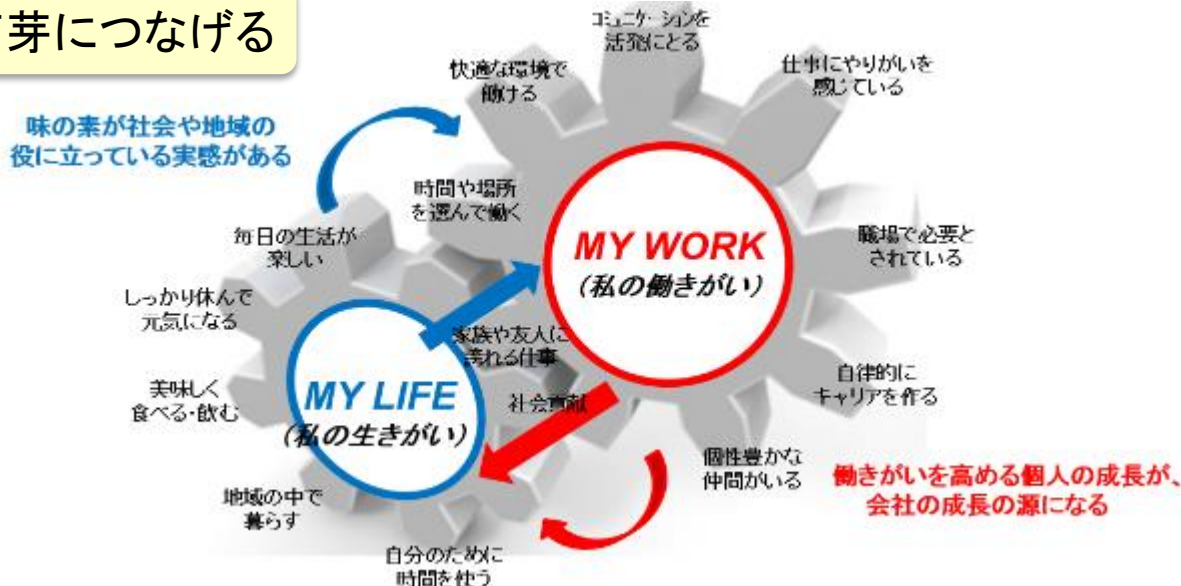 芽につなげる
コミュニケーションを
活発にとる
快適な環境で
働ける
仕事にやりがいを
感じている
味の素が社会や地域の
役に立っている実感がある
時間や場所
を選んで働く
毎日の生活が
楽しい
MY WORK
(私の働きがい)
職場で必要と
されている
しっかり休んで
元気になる
家族や友人に
誇れる仕事
美味しく
食べる・飲む
MY LIFE
(私の生きがい)
社会貢献
自律的に
キャリアを作る
個性豊かな
仲間がいる
働きがいを高める個人の成長が、
会社の成長の源になる
地域の中で
暮らす
自分のために
時間を使う